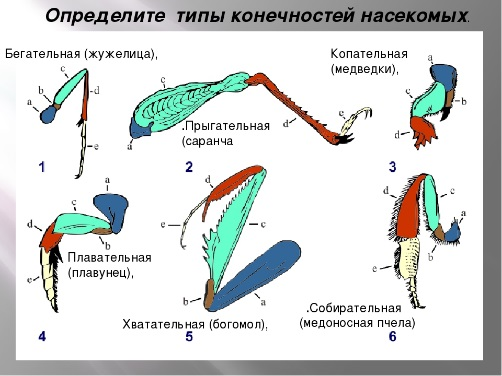 Определите типы конечностей насекомых.
Бегательная (жужелица),
Копательная
(медведки),
a
b
c
d
e
1
c
a
.Прыгательная
(саранча
d
e
2
a
b
c
d
3
a
c
d
b
e
Плавательная
(плавунец),
4
d
c
e
b
a
Хватательная (богомол),
5
d
c
a
b
e
.Собирательная
(медоносная пчела)
6